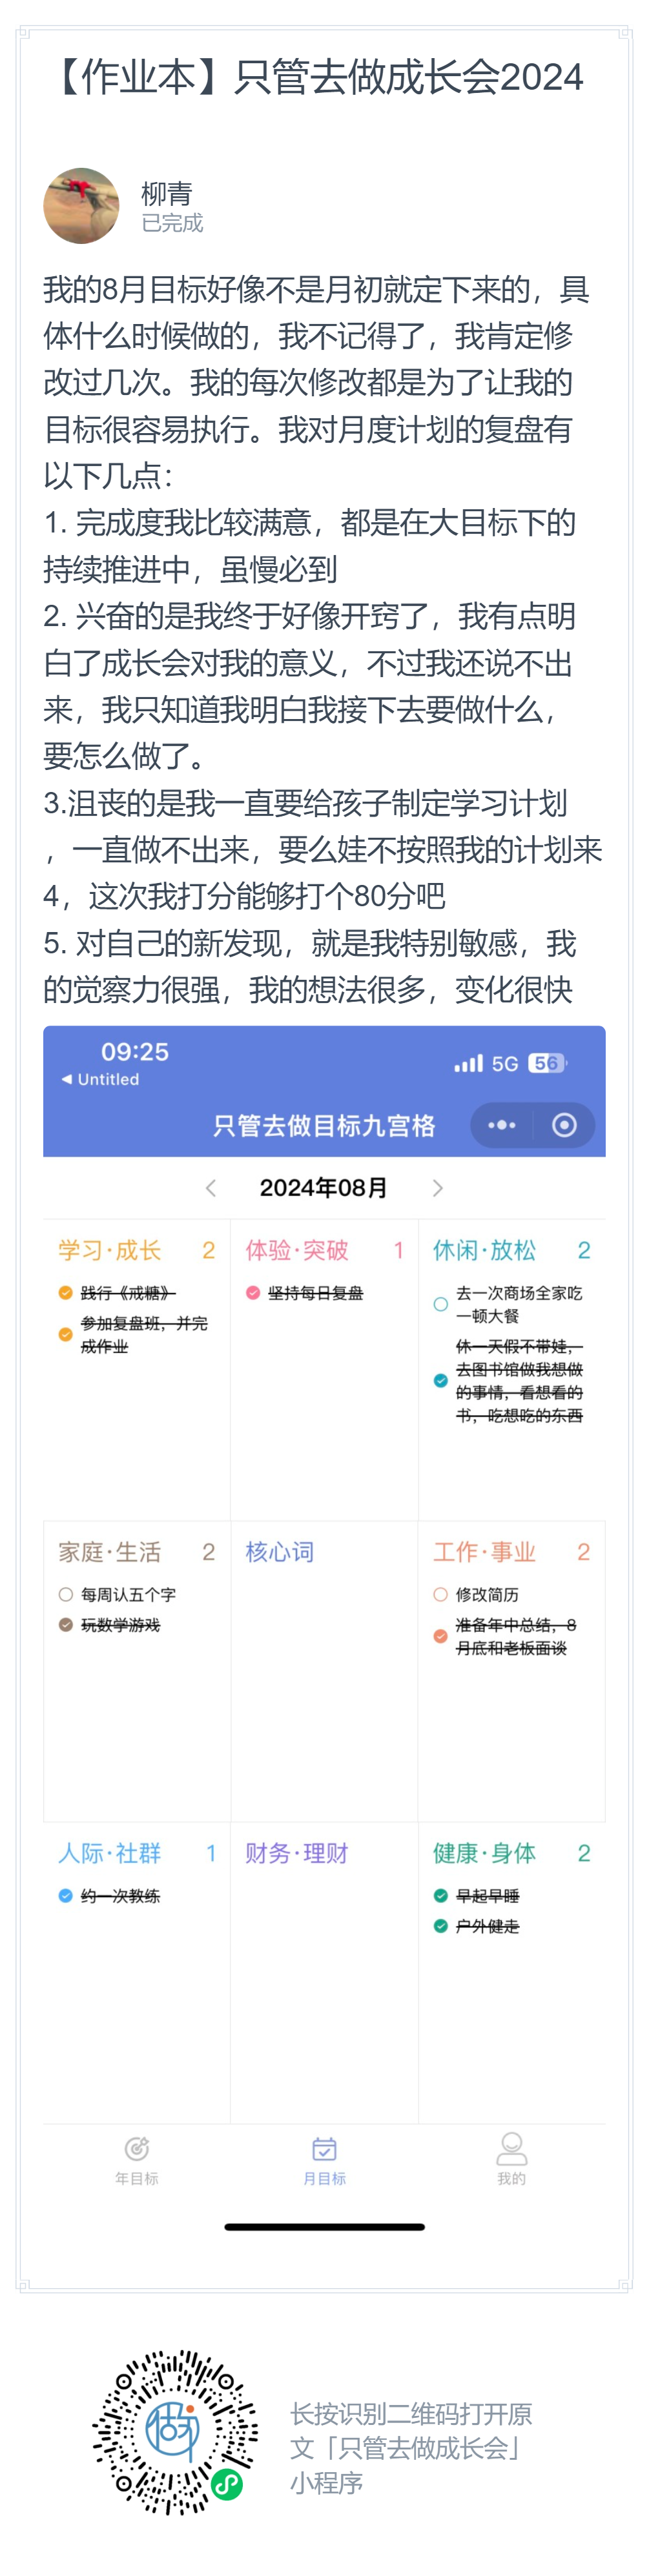 【作业本】只管去做成长会2024
柳青
已完成
我的8月目标好像不是月初就定下来的，具
体什么时候做的，我不记得了，我肯定修
改过几次。我的每次修改都是为了让我的
目标很容易执行。我对月度计划的复盘有
以下几点：
1. 完成度我比较满意，都是在大目标下的
持续推进中，虽慢必到
2. 兴奋的是我终于好像开窍了，我有点明
白了成长会对我的意义，不过我还说不出
来，我只知道我明白我接下去要做什么，
要怎么做了。
3.沮丧的是我一直要给孩子制定学习计划
，一直做不出来，要么娃不按照我的计划来
4，这次我打分能够打个80分吧
5. 对自己的新发现，就是我特别敏感，我
的觉察力很强，我的想法很多，变化很快
09:25
5G 56
Untitled
只管去做目标九宫格
2024年08月
学习·成长 2
践行《戒糖》
参加复盘班，并完
成作业
体验·突破 1
坚持每日复盘
休闲·放松 2
去一次商场全家吃
一顿大餐
休一天假不带娃，
去图书馆做我想做
的事情，看想看的
书，吃想吃的东西
家庭·生活 2
每周认五个字
玩数学游戏
核心词
工作·事业 2
修改简历
准备年中总结，8
月底和老板面谈
人际·社群 1
约一次教练
财务·理财
健康·身体 2
早起早睡
户外健走
年目标
月目标
我的
做
长按识别二维码打开原
文「只管去做成长会」
小程序